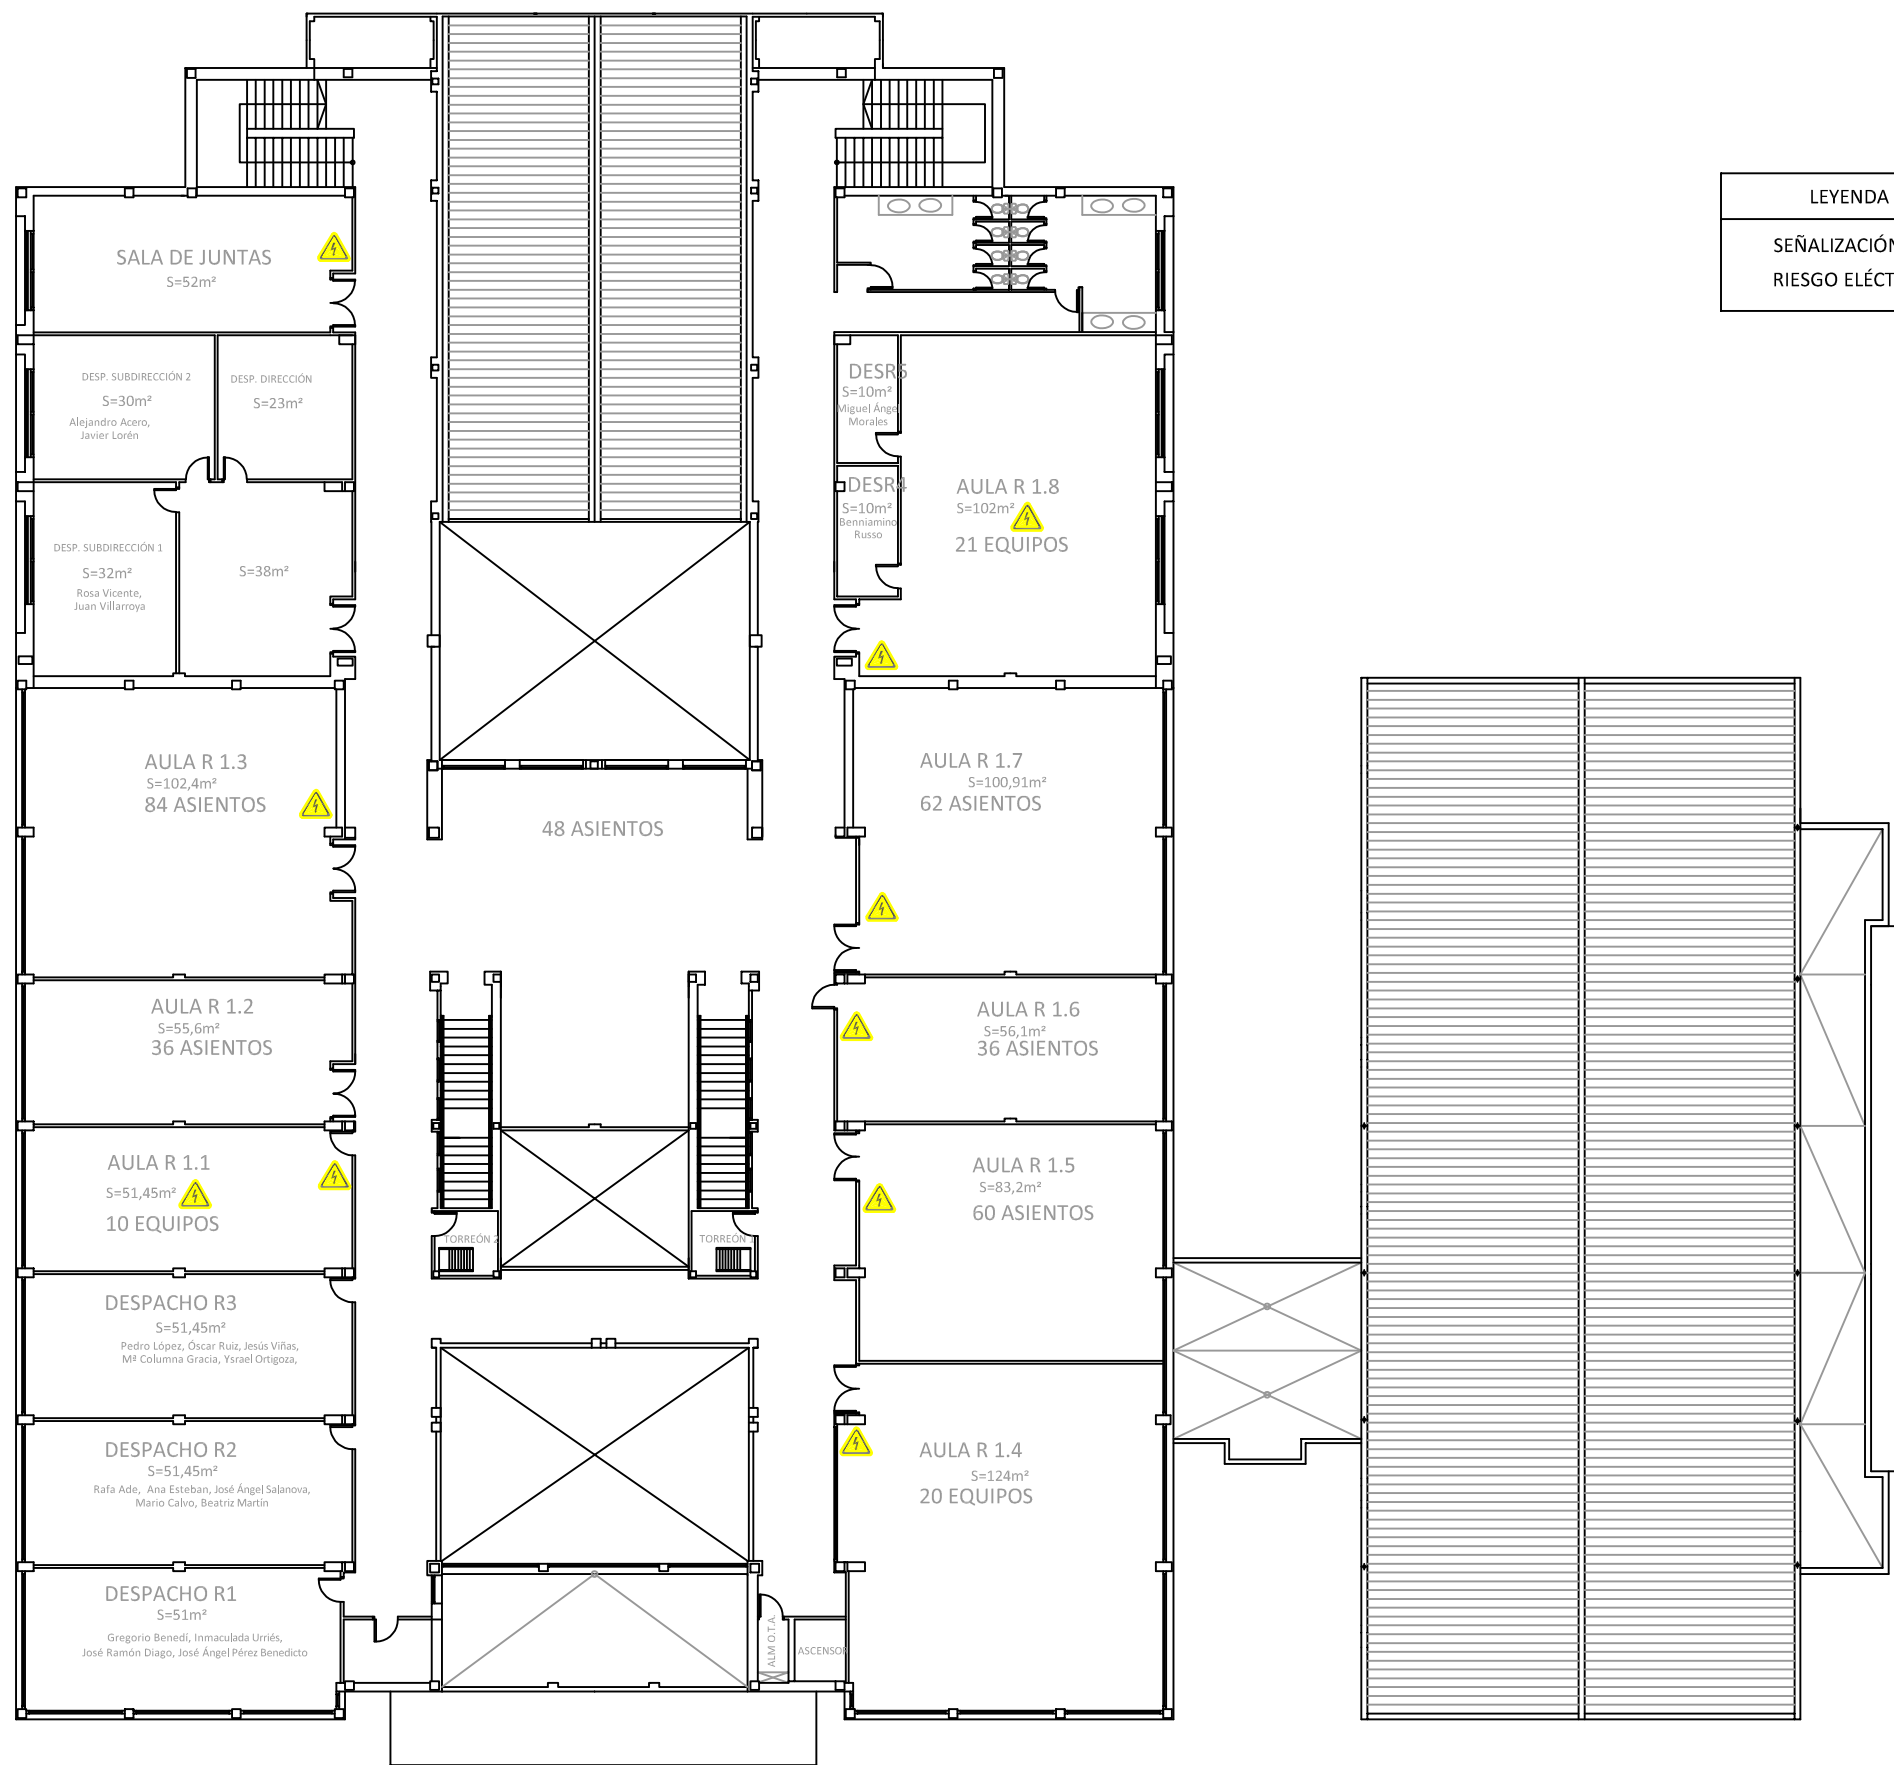 LEYENDA
SEÑALIZACIÓN
RIESGO ELÉCT
SALA DE JUNTAS
S=52m²
DESP. SUBDIRECCIÓN 2
S=30m²
Alejandro Acero,
Javier Lorén
DESP. DIRECCIÓN
S=23m²
DESP. SUBDIRECCIÓN 1
S=32m²
Rosa Vicente,
Juan Villarroya
S=38m²
DESR5
S=10m²
Miguel Ángel
Morales
DESR4
S=10m²
Benniamino
Russo
AULA R 1.8
S=102m²
21 EQUIPOS
AULA R 1.3
S=102,4m²
84 ASIENTOS
48 ASIENTOS
AULA R 1.7
S=100,91m²
62 ASIENTOS
AULA R 1.2
S=55,6m²
36 ASIENTOS
AULA R 1.6
S=56,1m²
36 ASIENTOS
AULA R 1.1
S=51,45m²
10 EQUIPOS
AULA R 1.5
S=83,2m²
60 ASIENTOS
TORREÓN 2
TORREÓN 1
DESPACHO R3
S=51,45m²
Pedro López, Óscar Ruiz, Jesús Viñas,
Mª Columna Gracia, Ysrael Ortigoza,
DESPACHO R2
S=51,45m²
Rafa Ade, Ana Esteban, José Ángel Salanova,
Mario Calvo, Beatriz Martín
AULA R 1.4
S=124m²
20 EQUIPOS
DESPACHO R1
S=51m²
Gregorio Benedí, Inmaculada Urriés,
José Ramón Diago, José Ángel Pérez Benedicto
ALM O.T.A.
ASCENSOR